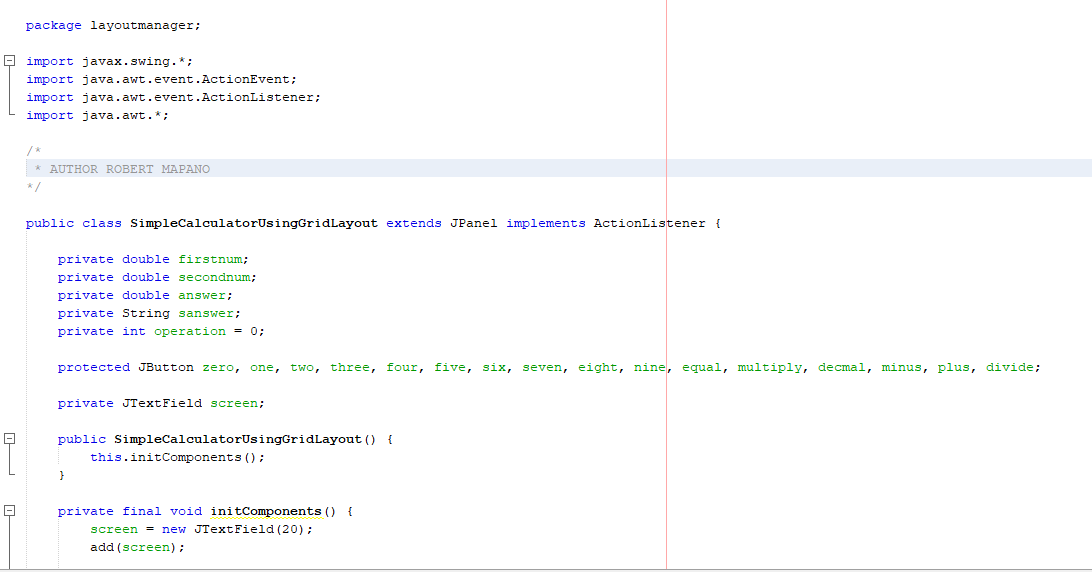 package layoutmanager;
import javax.swing.*;
import java.awt.event.ActionEvent;
import java.awt.event.ActionListener;
import java.awt.*;
/*
* AUTHOR ROBERT MAPANO
*/
public class SimpleCalculatorUsingGridLayout extends JPanel implements ActionListener {
private double firstnum;
private double secondnum;
private double answer;
private String sanswer;
private int operation = 0;
protected JButton zero, one, two, three, four, five, six, seven, eight, nine, equal, multiply, decmal, minus, plus, divide;
private JTextField screen;
public SimpleCalculatorUsingGridLayout() {
this.initComponents();
}
private final void initComponents() {
screen = new JTextField(20);
add(screen);